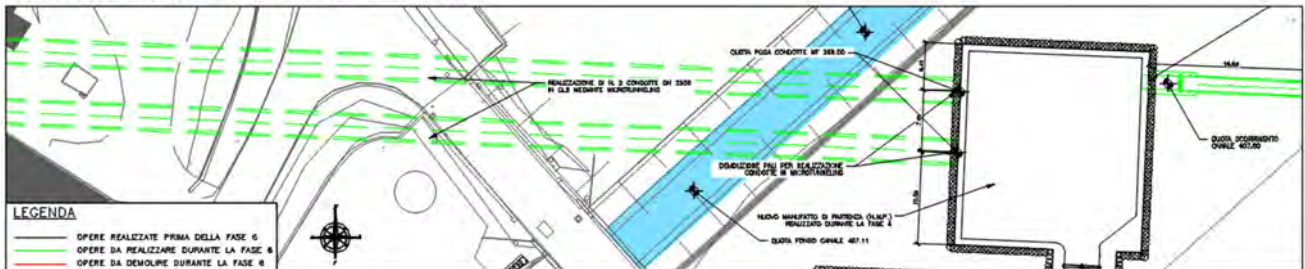 QUOTA POSA CONDOTTE MT 399.00
REALIZZAZIONE DI N. 2 CONDOTTE DN 2500
IN CLS MEDIANTE MICROTUNNELING
QUOTA SCORRIMENTO
CANALE 407.60
DEMOLIZIONE PALI PER REALIZZAZIONE
CONDOTTE IN MICROTUNNELING
NUOVO MANUFATTO DI PARTENZA (N.M.P.)
REALIZZATO DURANTE LA FASE 4
QUOTA FONDO CANALE 407.11
LEGENDA
OPERE REALIZZATE PRIMA DELLA FASE 6
OPERE DA REALIZZARE DURANTE LA FASE 6
OPERE DA DEMOLIRE DURANTE LA FASE 6